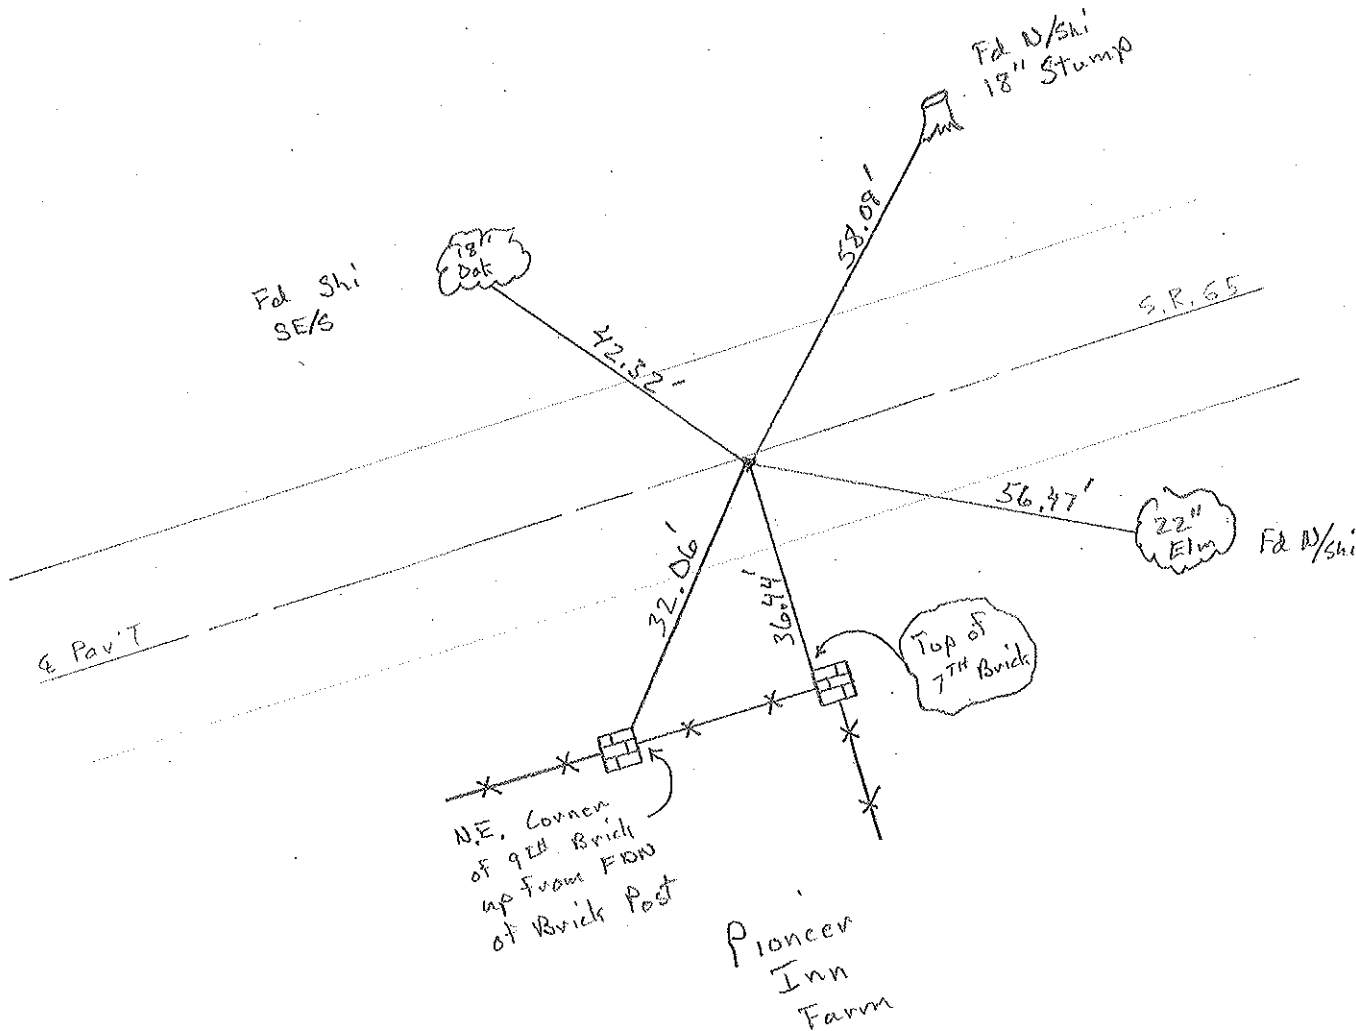 Fd N/Shi
18" Stump
58.09'
18"
Oak
Fd Shi
SE/S
42.32'
S.R. 65
56.47'
22"
Elm
Fd N/Shi
32.06'
36.44'
℄ Pav'T
Top of
7TH Brick
N.E. Corner
of 9TH Brick
up from FDN
of Brick Post
Pioneer
Inn
Farm